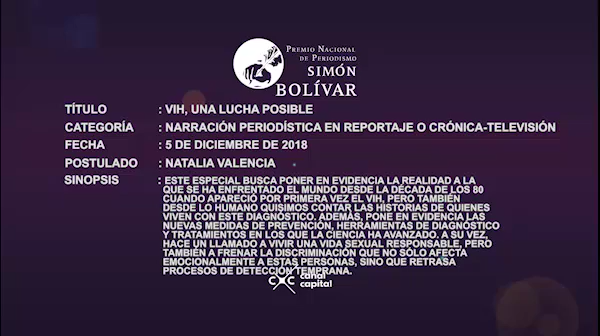 PREMIO NACIONAL
DE PERIODISMO
SIMÓN
BOLÍVAR
TÍTULO : VIH, UNA LUCHA POSIBLE
CATEGORÍA : NARRACIÓN PERIODÍSTICA EN REPORTAJE O CRÓNICA-TELEVISIÓN
FECHA : 5 DE DICIEMBRE DE 2018
POSTULADO : NATALIA VALENCIA
SINOPSIS : ESTE ESPECIAL BUSCA PONER EN EVIDENCIA LA REALIDAD A LA
QUE SE HA ENFRENTADO EL MUNDO DESDE LA DÉCADA DE LOS 80
CUANDO APARECIÓ POR PRIMERA VEZ EL VIH, PERO TAMBIÉN
DESDE LO HUMANO QUISIMOS CONTAR LAS HISTORIAS DE QUIENES
VIVEN CON ESTE DIAGNÓSTICO. ADEMÁS, PONE EN EVIDENCIA LAS
NUEVAS MEDIDAS DE PREVENCIÓN, HERRAMIENTAS DE DIAGNÓSTICO
Y TRATAMIENTOS EN LOS QUE LA CIENCIA HA AVANZADO. A SU VEZ,
HACE UN LLAMADO A VIVIR UNA VIDA SEXUAL RESPONSABLE, PERO
TAMBIÉN A FRENAR LA DISCRIMINACIÓN QUE NO SÓLO AFECTA
EMOCIONALMENTE A ESTAS PERSONAS, SINO QUE RETRASA
PROCESOS DE DETECCIÓN TEMPRANA.
canal
capital